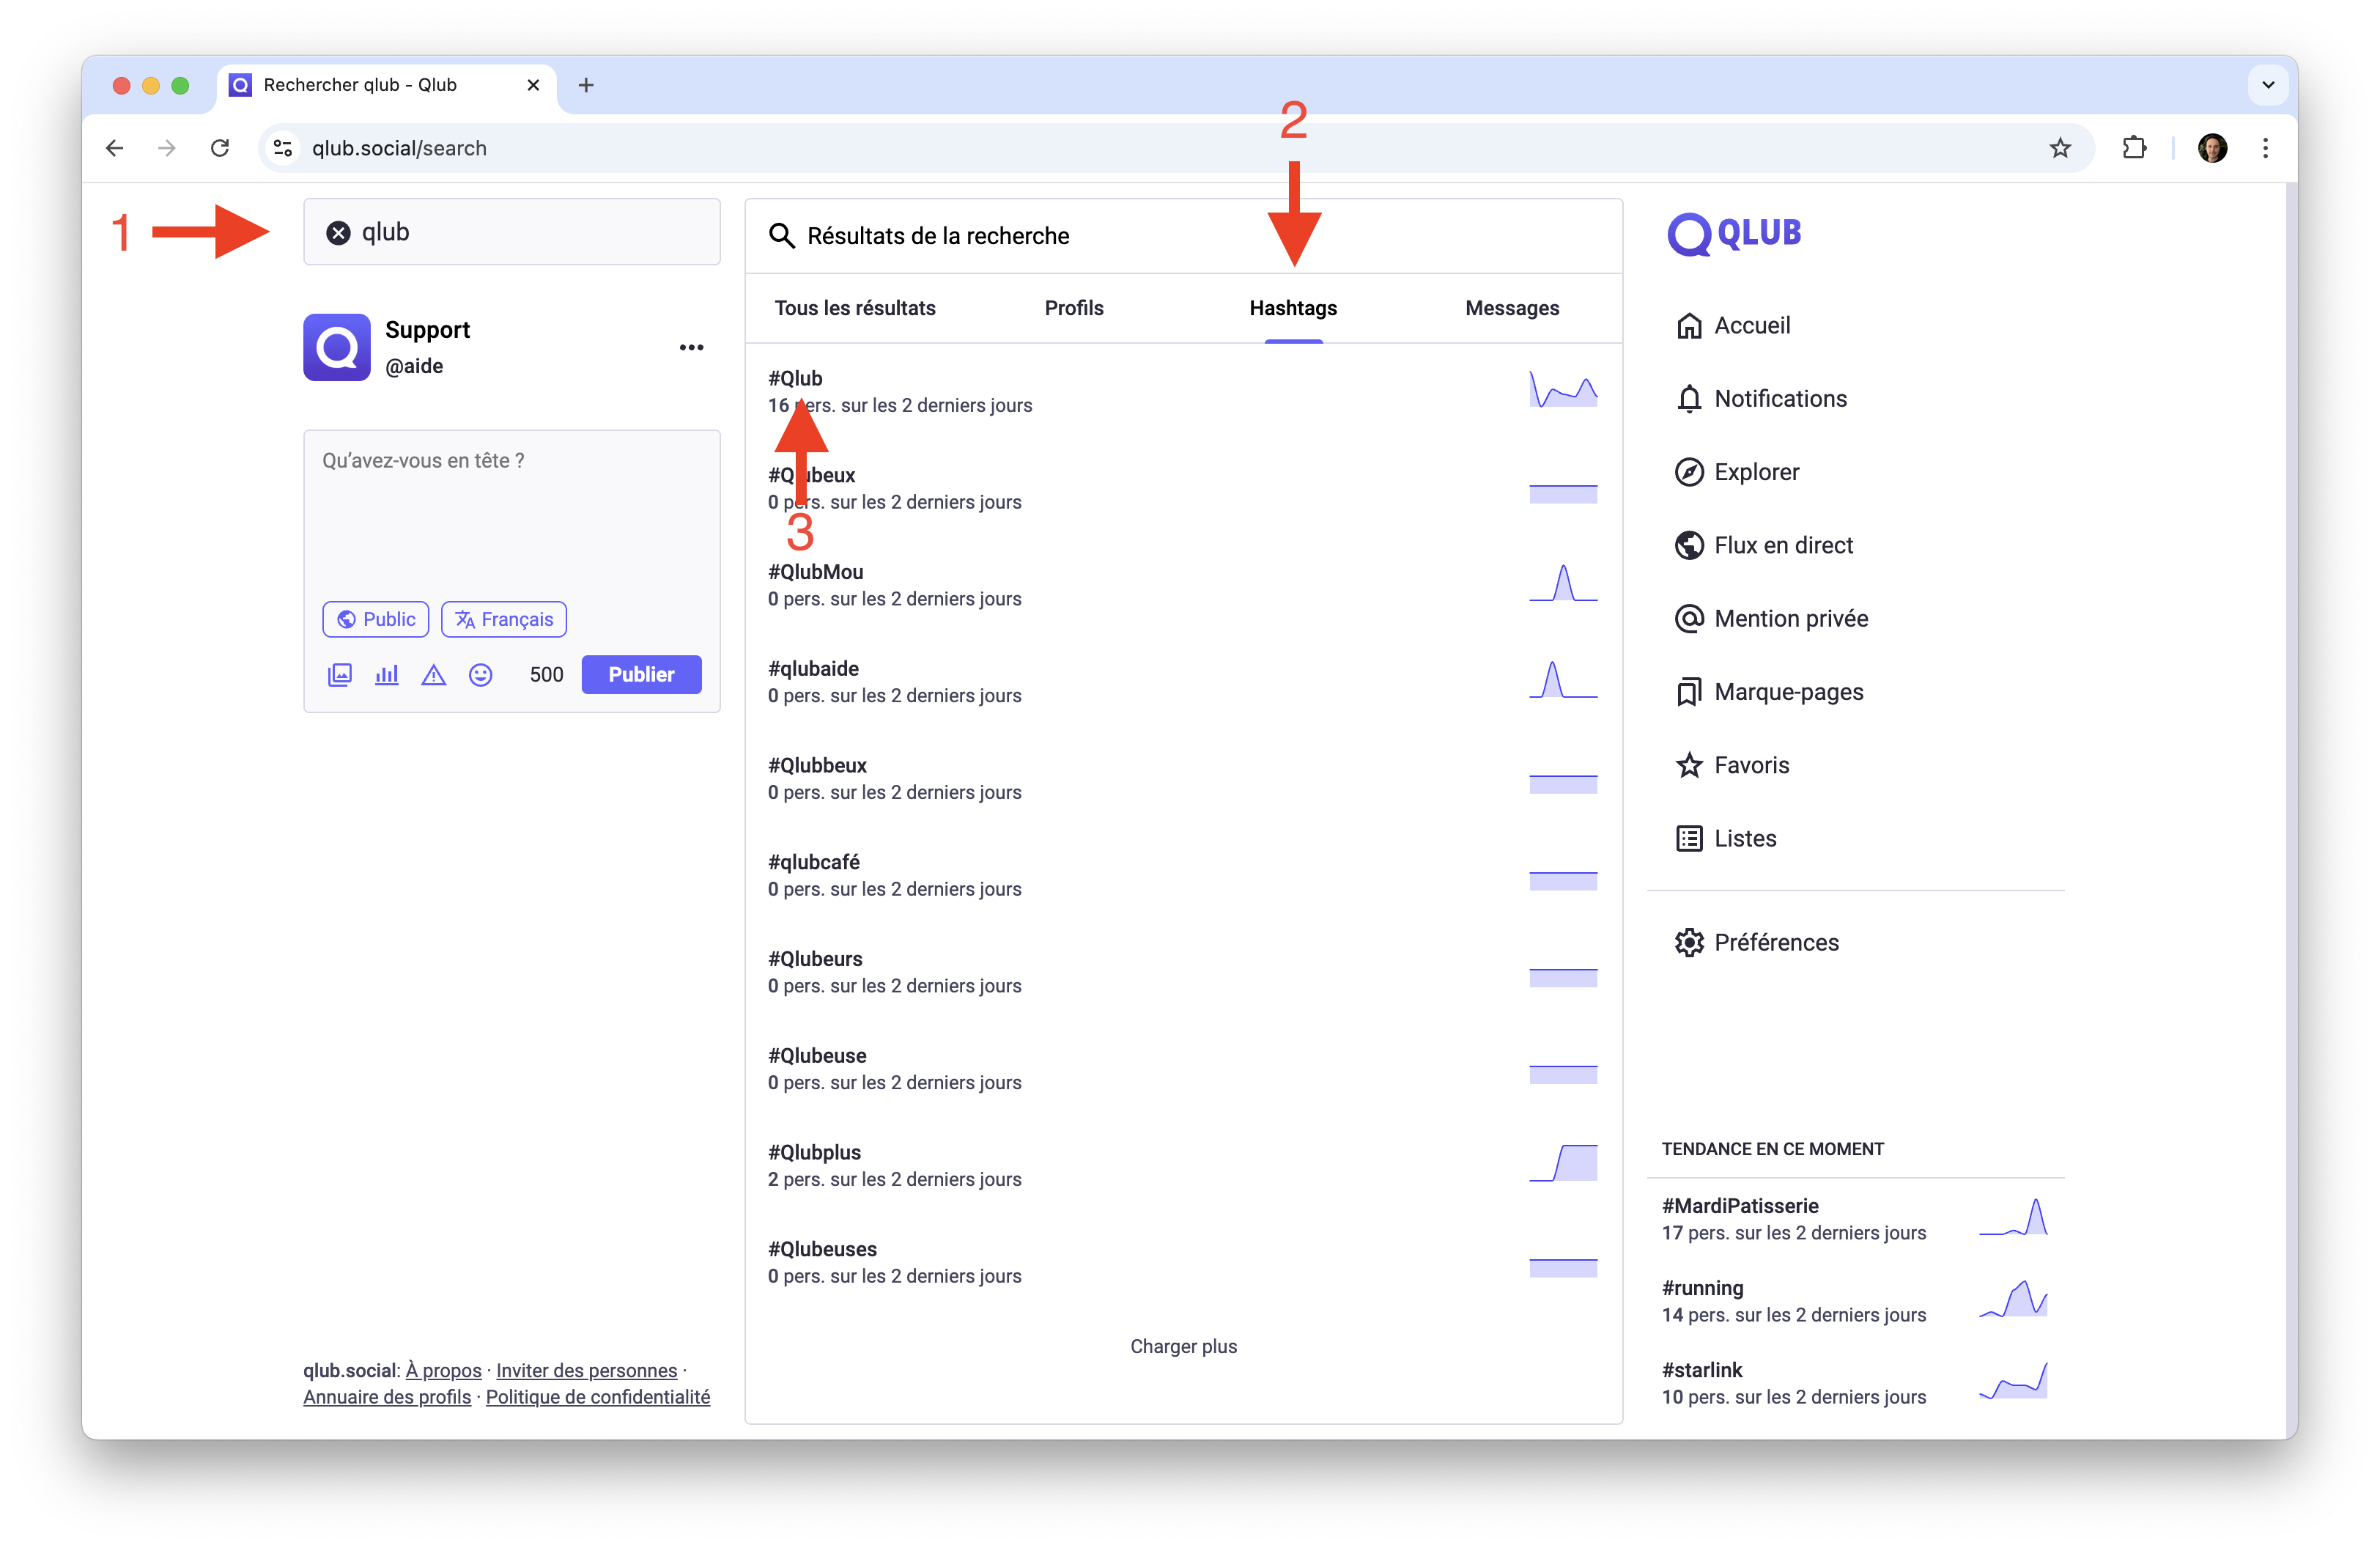 Rechercher qlub - Qlub
qlub.social/search
2
1
qlub
Support
@aide
Qu’avez-vous en tête ?
Public
Français
500
Publier
qlub.social: À propos · Inviter des personnes ·
Annuaire des profils · Politique de confidentialité
Résultats de la recherche
Tous les résultats
Profils
Hashtags
Messages
#Qlub
16 pers. sur les 2 derniers jours
#Qlubeux
0 pers. sur les 2 derniers jours
3
#QlubMou
0 pers. sur les 2 derniers jours
#qlubaide
0 pers. sur les 2 derniers jours
#Qlubbeux
0 pers. sur les 2 derniers jours
#qlubcafé
0 pers. sur les 2 derniers jours
#Qlubeurs
0 pers. sur les 2 derniers jours
#Qlubeuse
0 pers. sur les 2 derniers jours
#Qlubplus
2 pers. sur les 2 derniers jours
#Qlubeuses
0 pers. sur les 2 derniers jours
Charger plus
QLUB
Accueil
Notifications
Explorer
Flux en direct
Mention privée
Marque-pages
Favoris
Listes
Préférences
TENDANCE EN CE MOMENT
#MardiPatisserie
17 pers. sur les 2 derniers jours
#running
14 pers. sur les 2 derniers jours
#starlink
10 pers. sur les 2 derniers jours